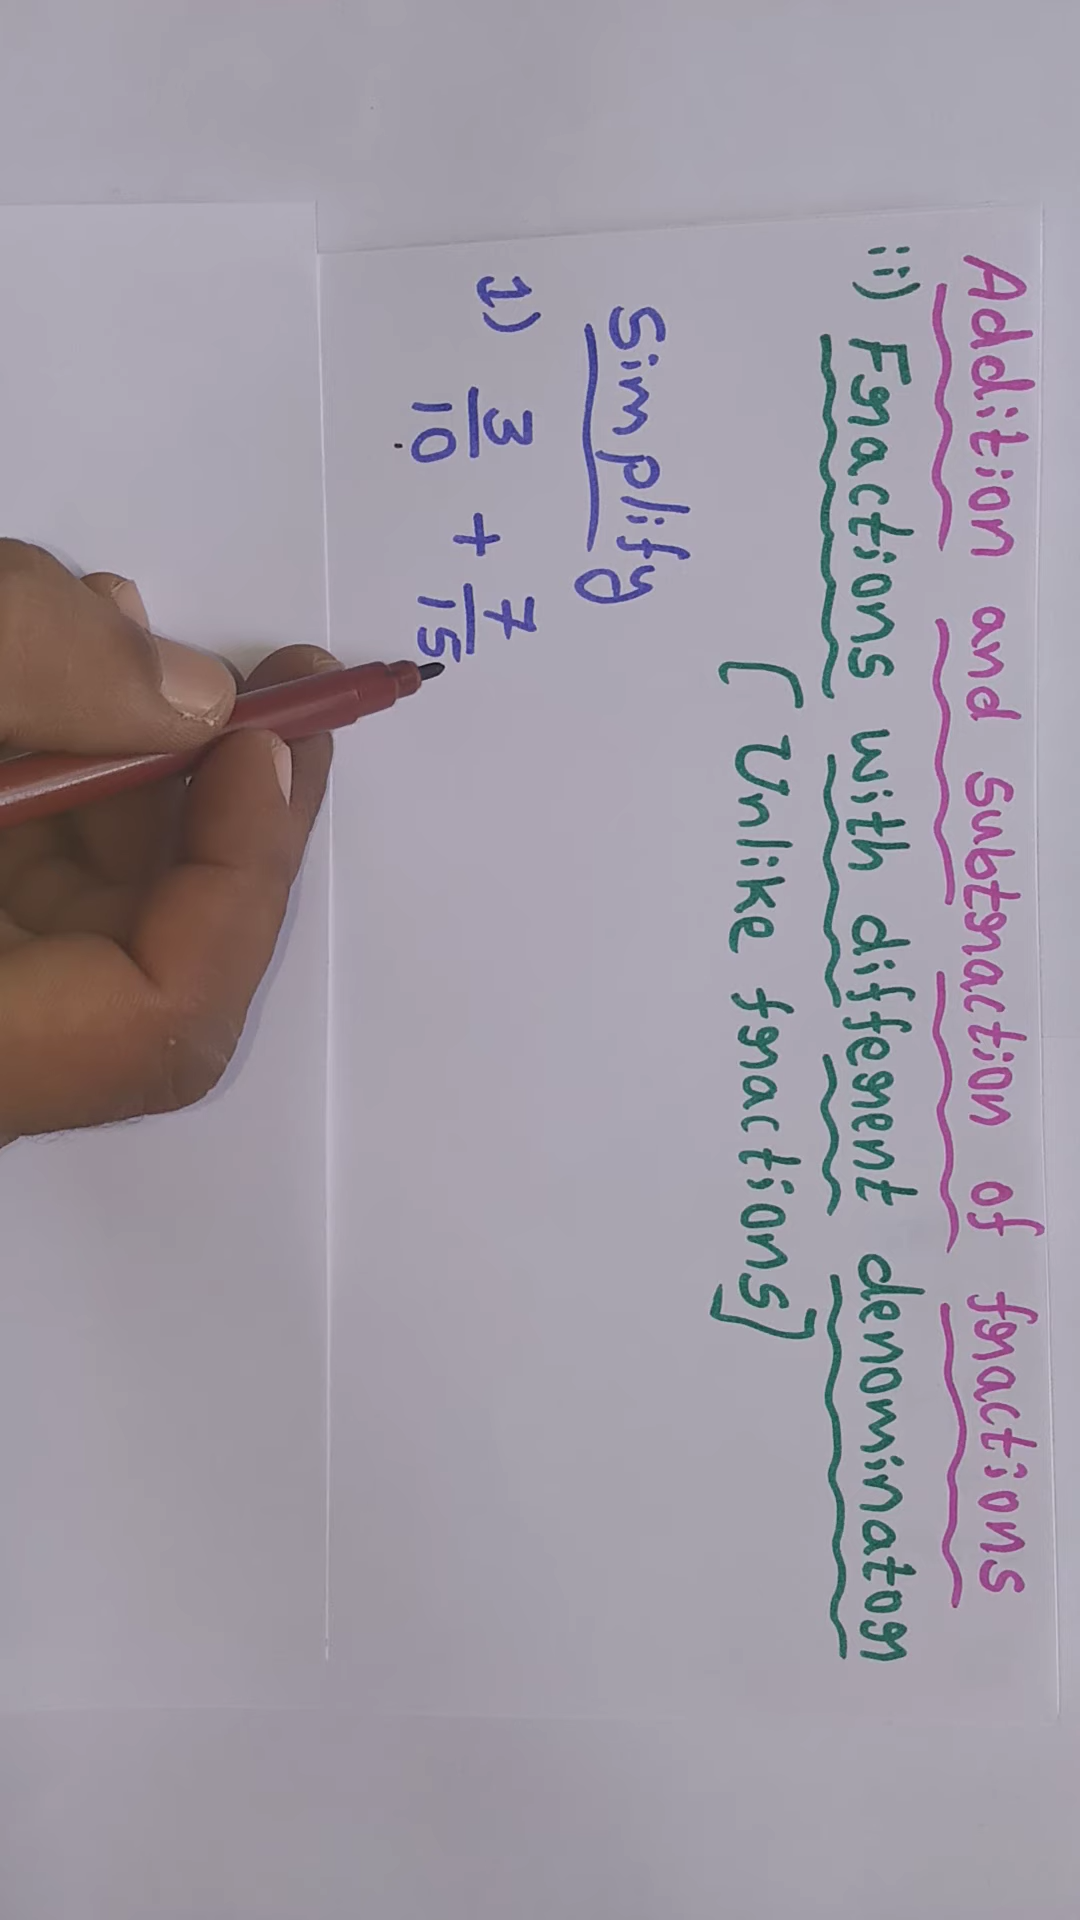 Addition and subtraction of fractions
ii) Fractions with different denominator
[Unlike fractions]
Simplify
1) 3/10 + 7/15